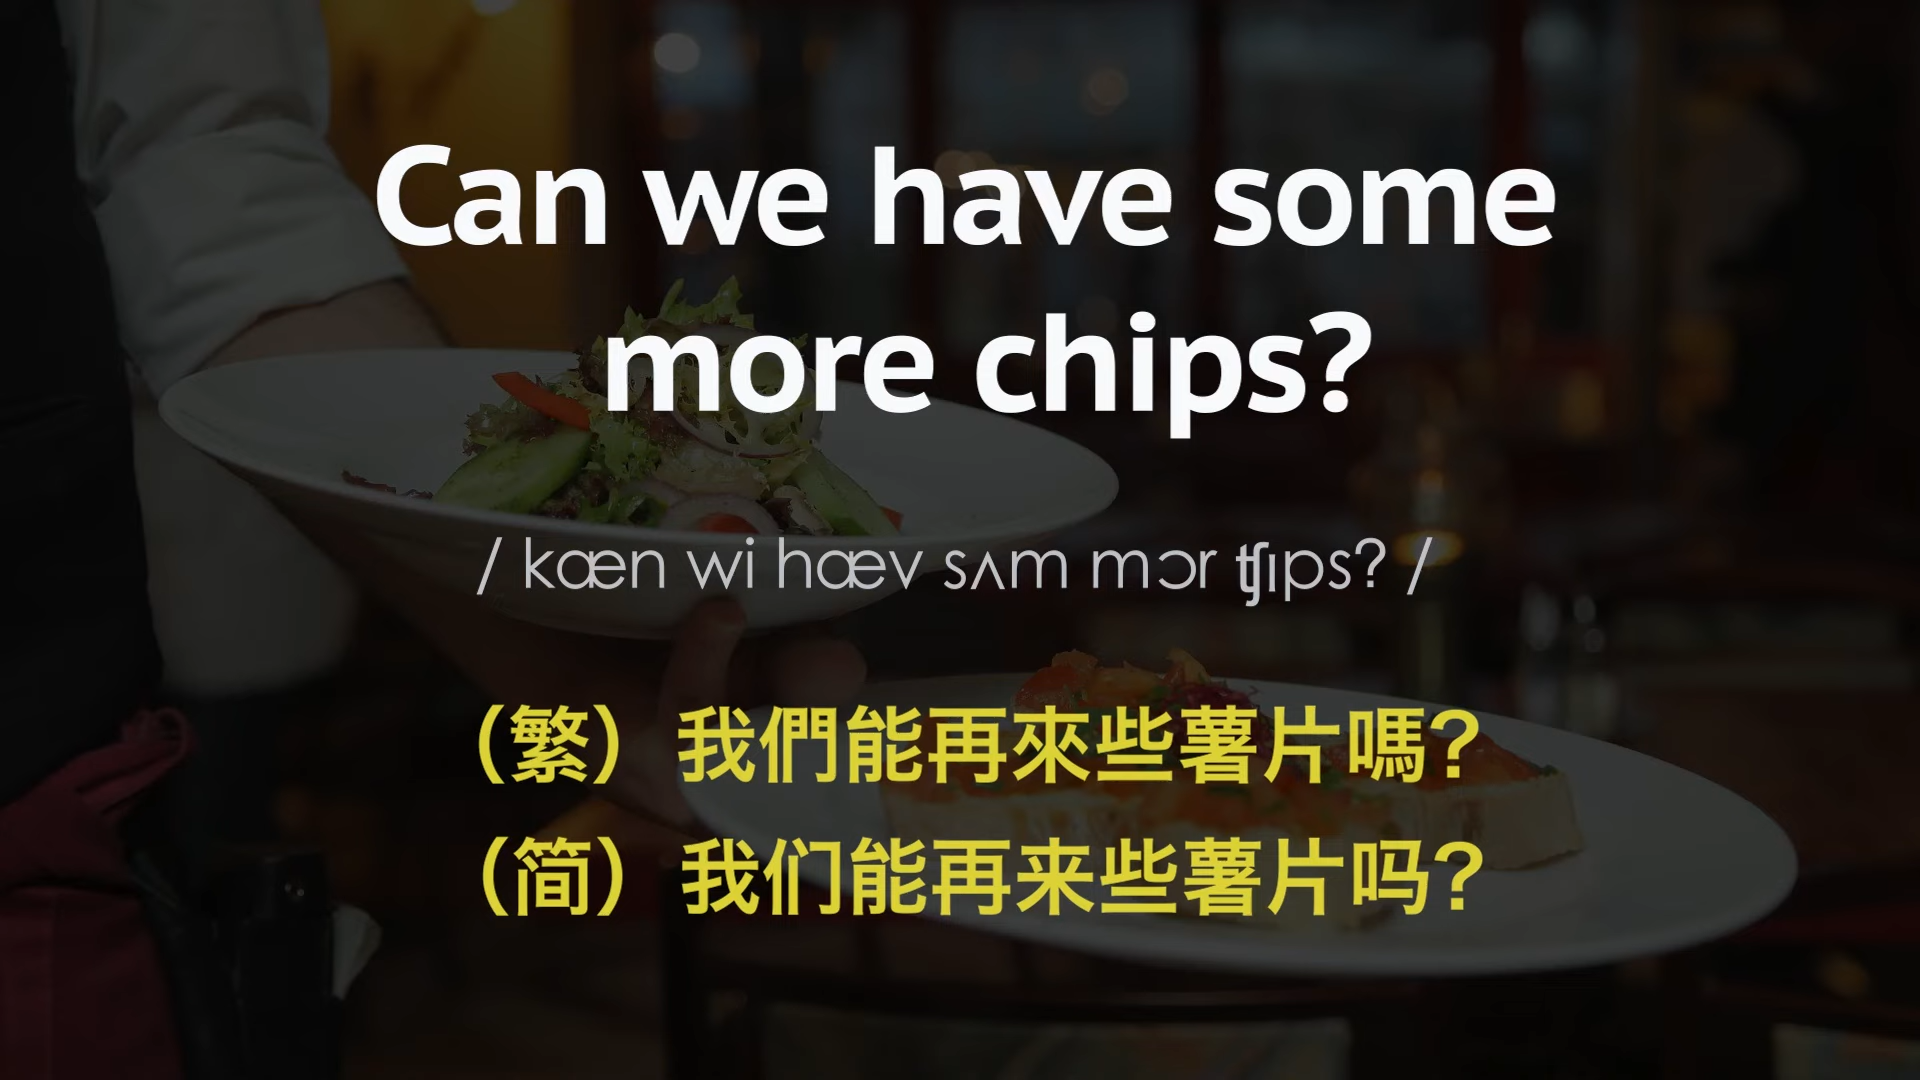 Can we have some
more chips?
/ kæn wi hæv sʌm mɔr ʧɪps? /
（繁）我們能再來些薯片嗎？
（简）我们能再来些薯片吗？